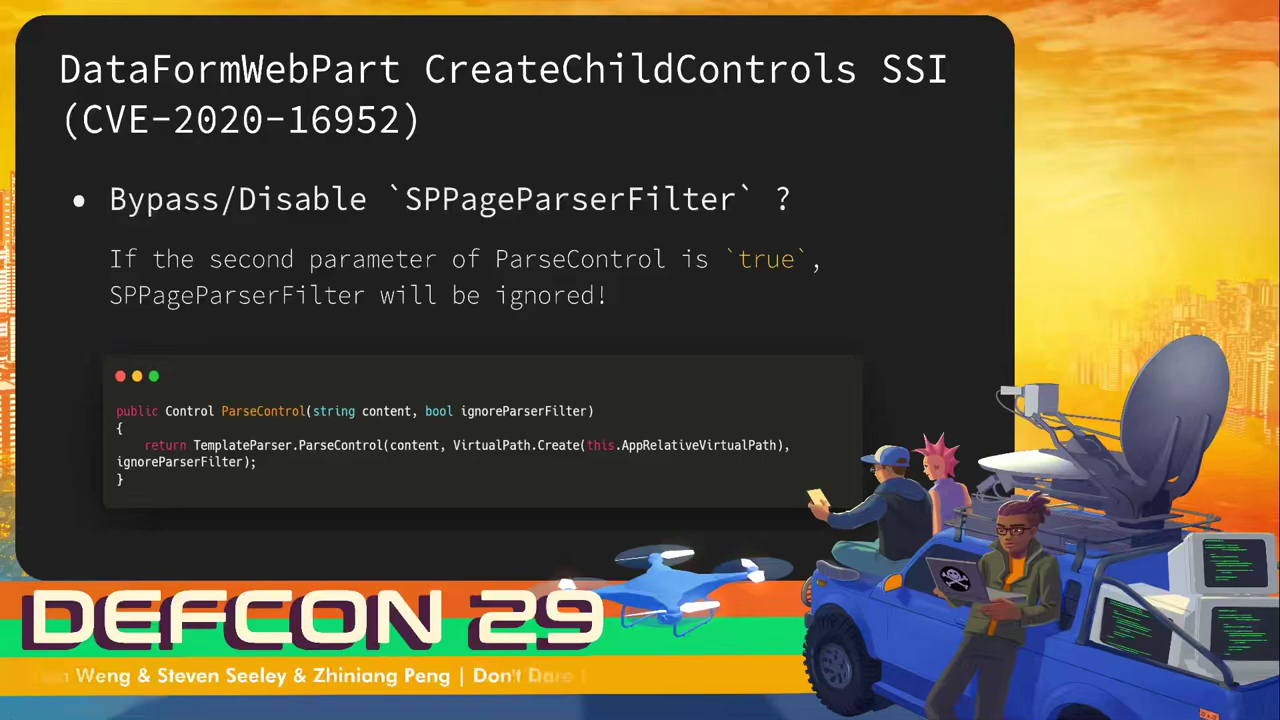 DataFormWebPart CreateChildControls SSI
(CVE-2020-16952)
• Bypass/Disable `SPPageParserFilter` ?
If the second parameter of ParseControl is `true`,
SPPageParserFilter will be ignored!
public Control ParseControl(string content, bool ignoreParserFilter)
{
return TemplateParser.ParseControl(content, VirtualPath.Create(this.AppRelativeVirtualPath),
ignoreParserFilter);
}
DEFCON 29
Weng & Steven Seeley & Zhiniang Peng | Don't Dare